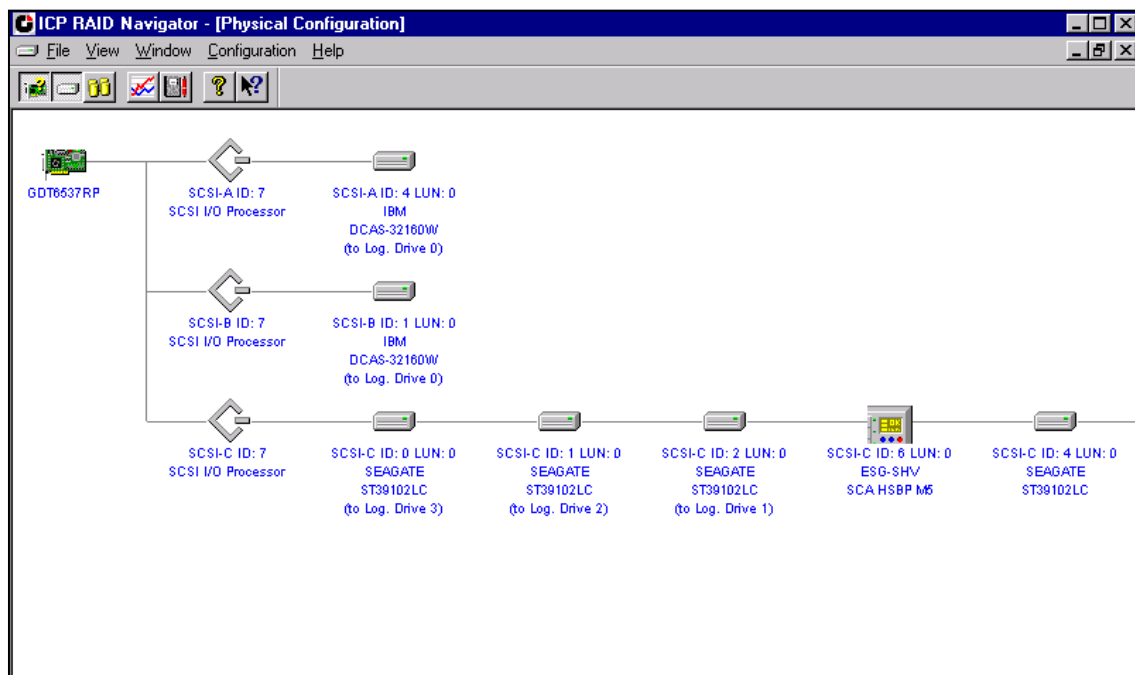 ICP RAID Navigator - [Physical Configuration]
File View Window Configuration Help
GDT6537RP
SCSI-A ID: 7
SCSI I/O Processor
SCSI-A ID: 4 LUN: 0
IBM
DCAS-32160W
(to Log. Drive 0)
SCSI-B ID: 7
SCSI I/O Processor
SCSI-B ID: 1 LUN: 0
IBM
DCAS-32160W
(to Log. Drive 0)
SCSI-C ID: 7
SCSI I/O Processor
SCSI-C ID: 0 LUN: 0
SEAGATE
ST39102LC
(to Log. Drive 3)
SCSI-C ID: 1 LUN: 0
SEAGATE
ST39102LC
(to Log. Drive 2)
SCSI-C ID: 2 LUN: 0
SEAGATE
ST39102LC
(to Log. Drive 1)
SCSI-C ID: 6 LUN: 0
ESG-SHV
SCA HSBP M5
SCSI-C ID: 4 LUN: 0
SEAGATE
ST39102LC